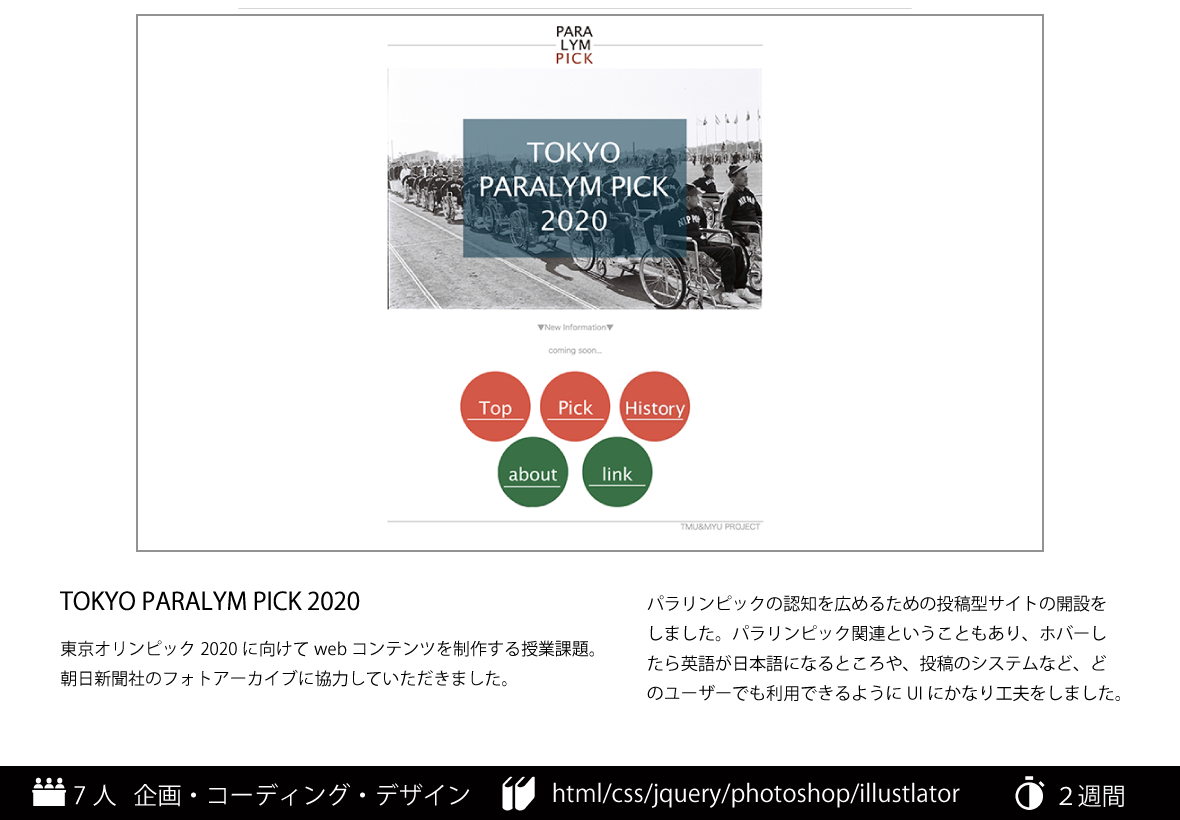 PARA
LYM
PICK
TOKYO
PARALYM PICK
2020
▼New Information▼
coming soon...
Top
Pick
History
about
link
TMU&MYU PROJECT
TOKYO PARALYM PICK 2020
東京オリンピック 2020 に向けて web コンテンツを制作する授業課題。
朝日新聞社のフォトアーカイブに協力していただきました。
パラリンピックの認知を広めるための投稿型サイトの開設を
しました。パラリンピック関連ということもあり、ホバーし
たら英語が日本語になるところや、投稿のシステムなど、ど
のユーザーでも利用できるように UI にかなり工夫をしました。
7 人 企画・コーディング・デザイン
html/css/jquery/photoshop/illustlator
2 週間